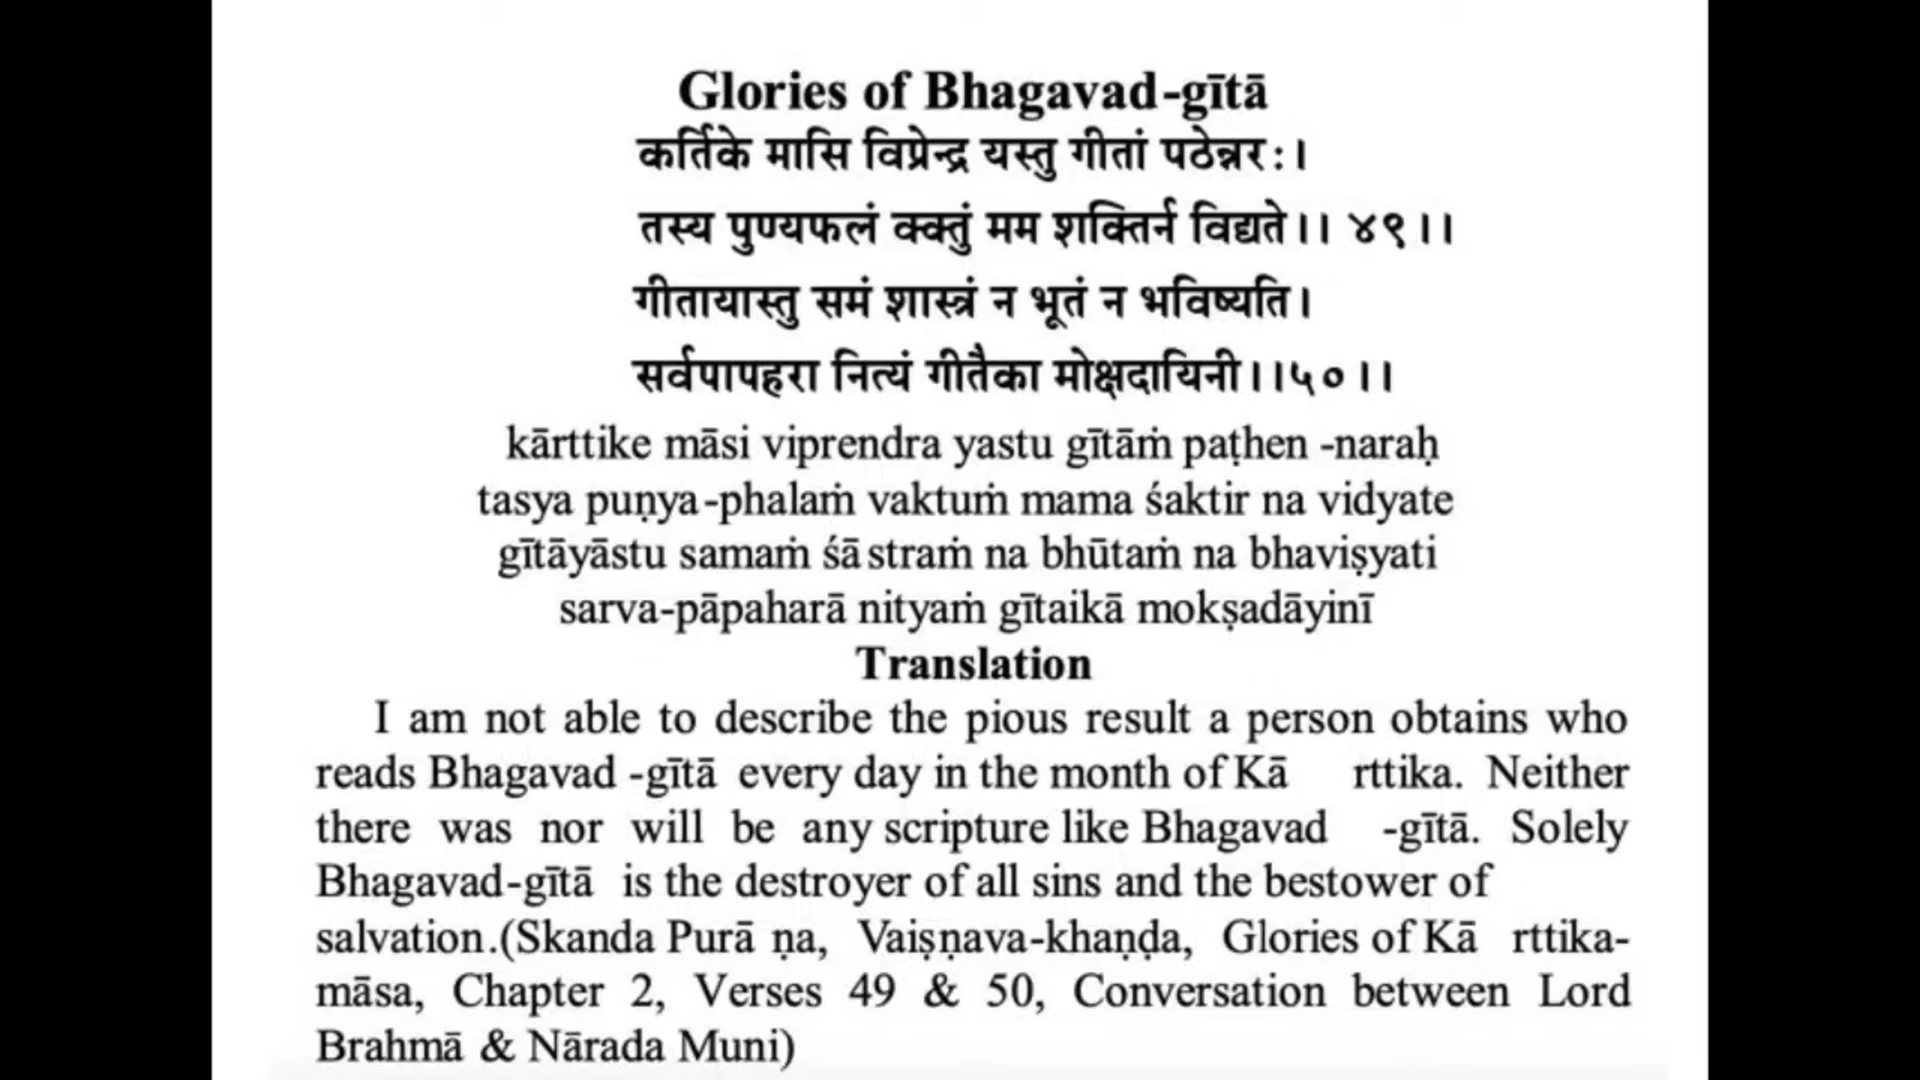 Glories of Bhagavad-gītā
कर्तिके मासि विप्रेन्द्र यस्तु गीतां पठेन्नरः।
तस्य पुण्यफलं क्क्तुं मम शक्तिर्न विद्यते।। ४९।।
गीतायास्तु समं शास्त्रं न भूतं न भविष्यति।
सर्वपापहरा नित्यं गीतैका मोक्षदायिनी।।५०।।
kārttike māsi viprendra yastu gītāṁ paṭhen -naraḥ
tasya puṇya-phalaṁ vaktuṁ mama śaktir na vidyate
gītāyāstu samaṁ śā straṁ na bhūtaṁ na bhaviṣyati
sarva-pāpaharā nityaṁ gītaikā mokṣadāyinī
Translation
I am not able to describe the pious result a person obtains who
reads Bhagavad -gītā every day in the month of Kā rttika. Neither
there was nor will be any scripture like Bhagavad -gītā. Solely
Bhagavad-gītā is the destroyer of all sins and the bestower of
salvation.(Skanda Purā ṇa, Vaiṣṇava-khaṇḍa, Glories of Kā rttika-
māsa, Chapter 2, Verses 49 & 50, Conversation between Lord
Brahmā & Nārada Muni)